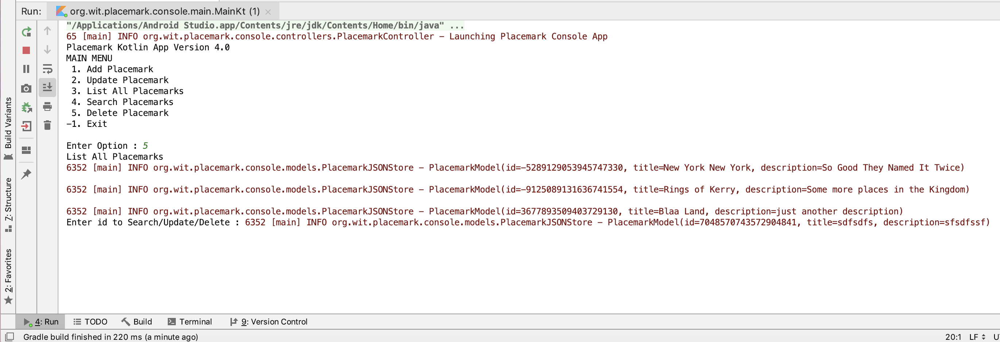 Run: org.wit.placemark.console.main.MainKt (1)
"/Applications/Android Studio.app/Contents/jre/jdk/Contents/Home/bin/java" ...
65 [main] INFO org.wit.placemark.console.controllers.PlacemarkController – Launching Placemark Console App
Placemark Kotlin App Version 4.0
MAIN MENU
1. Add Placemark
2. Update Placemark
3. List All Placemarks
4. Search Placemarks
5. Delete Placemark
–1. Exit
Enter Option : 5
List All Placemarks
6352 [main] INFO org.wit.placemark.console.models.PlacemarkJSONStore – PlacemarkModel(id=–5289129053945747330, title=New York New York, description=So Good They Named It Twice)
6352 [main] INFO org.wit.placemark.console.models.PlacemarkJSONStore – PlacemarkModel(id=–9125089131636741554, title=Rings of Kerry, description=Some more places in the Kingdom)
6352 [main] INFO org.wit.placemark.console.models.PlacemarkJSONStore – PlacemarkModel(id=3677893509403729130, title=Blaa Land, description=just another description)
Enter id to Search/Update/Delete : 6352 [main] INFO org.wit.placemark.console.models.PlacemarkJSONStore – PlacemarkModel(id=7048570743572904841, title=sdfsdfs, description=sfsdfssf)
Build Variants
7: Structure
2: Favorites
4: Run TODO Build Terminal 9: Version Control
Gradle build finished in 220 ms (a minute ago) 20:1 LF